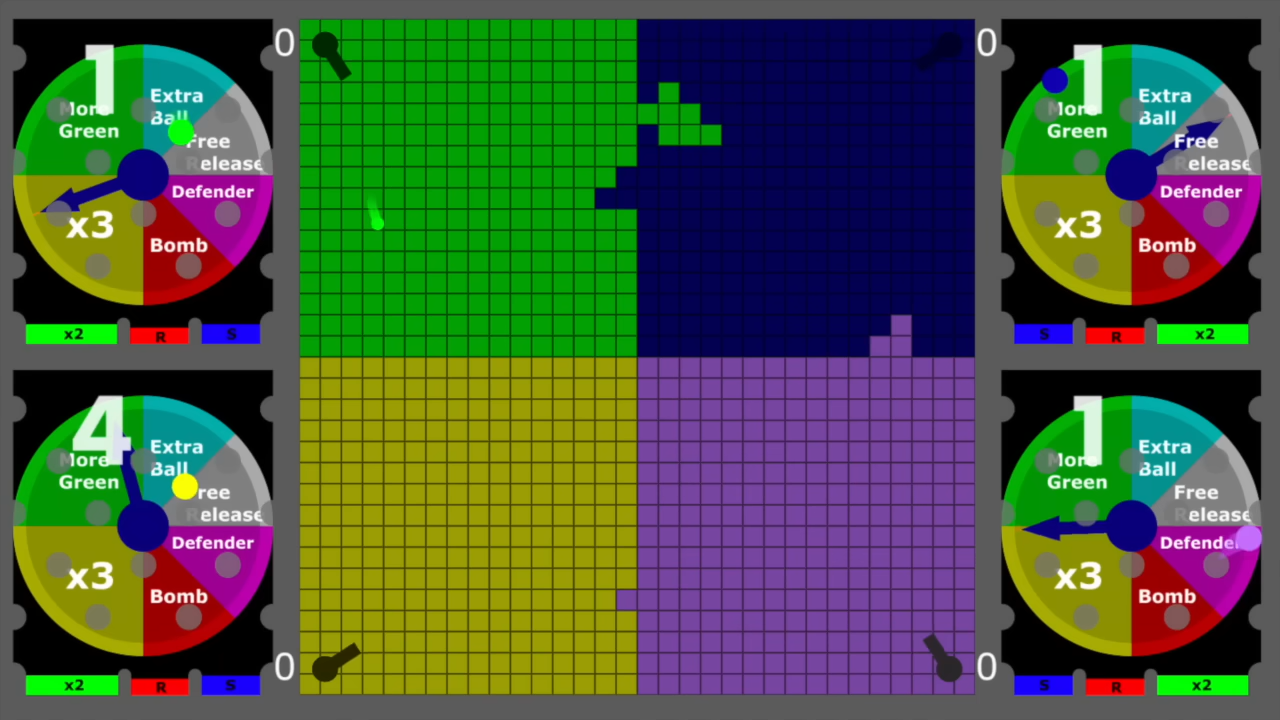 1
More
Green
Extra
Ball
Free
Release
x3
Defender
Bomb
x2
R
S
0
0
1
More
Green
Extra
Ball
Free
Release
x3
Defender
Bomb
S
R
x2
4
More
Green
Extra
Ball
Free
Release
x3
Defender
Bomb
x2
R
S
0
0
1
More
Green
Extra
Ball
Free
Release
x3
Defender
Bomb
S
R
x2